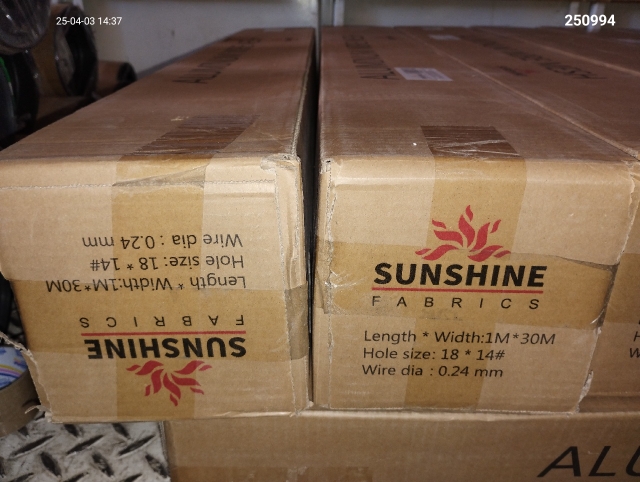 25-04-03 14:37
250994
Wire dia : 0.24 mm
Hole size: 18 * 14#
Length * Width:1M*30M
FABRICS
SUNSHINE
SUNSHINE
FABRICS
Length * Width:1M*30M
Hole size: 18 * 14#
Wire dia : 0.24 mm